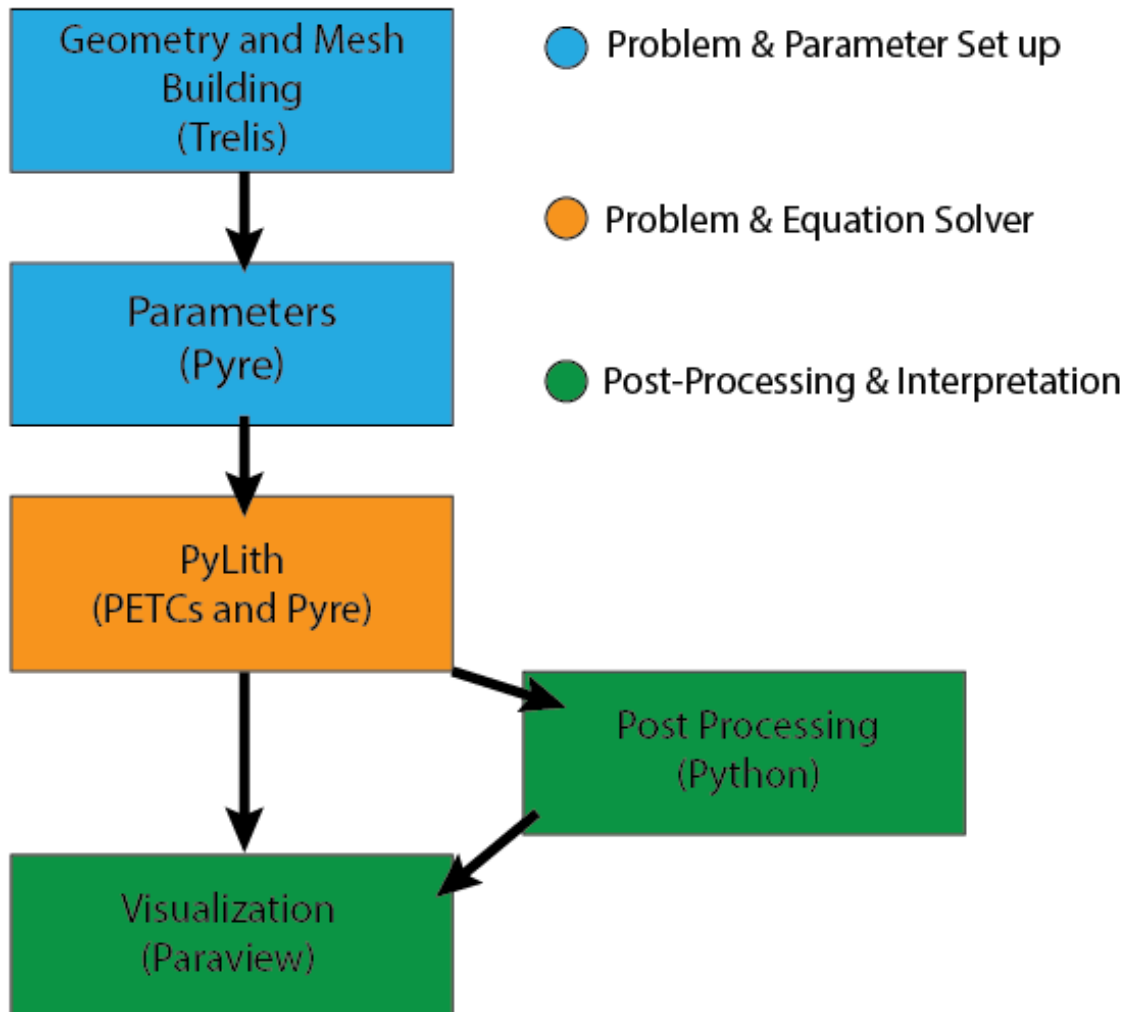 Geometry and Mesh
Building
(Trelis)
Problem & Parameter Set up
Problem & Equation Solver
Parameters
(Pyre)
Post-Processing & Interpretation
PyLith
(PETCs and Pyre)
Post Processing
(Python)
Visualization
(Paraview)